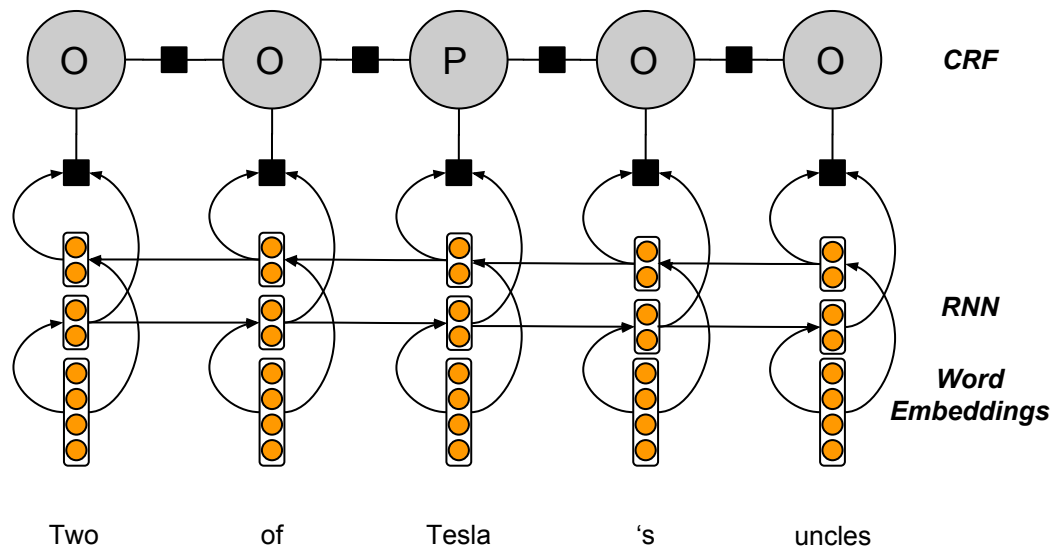 O O P O O CRF
RNN
Word
Embeddings
Two of Tesla ‘s uncles